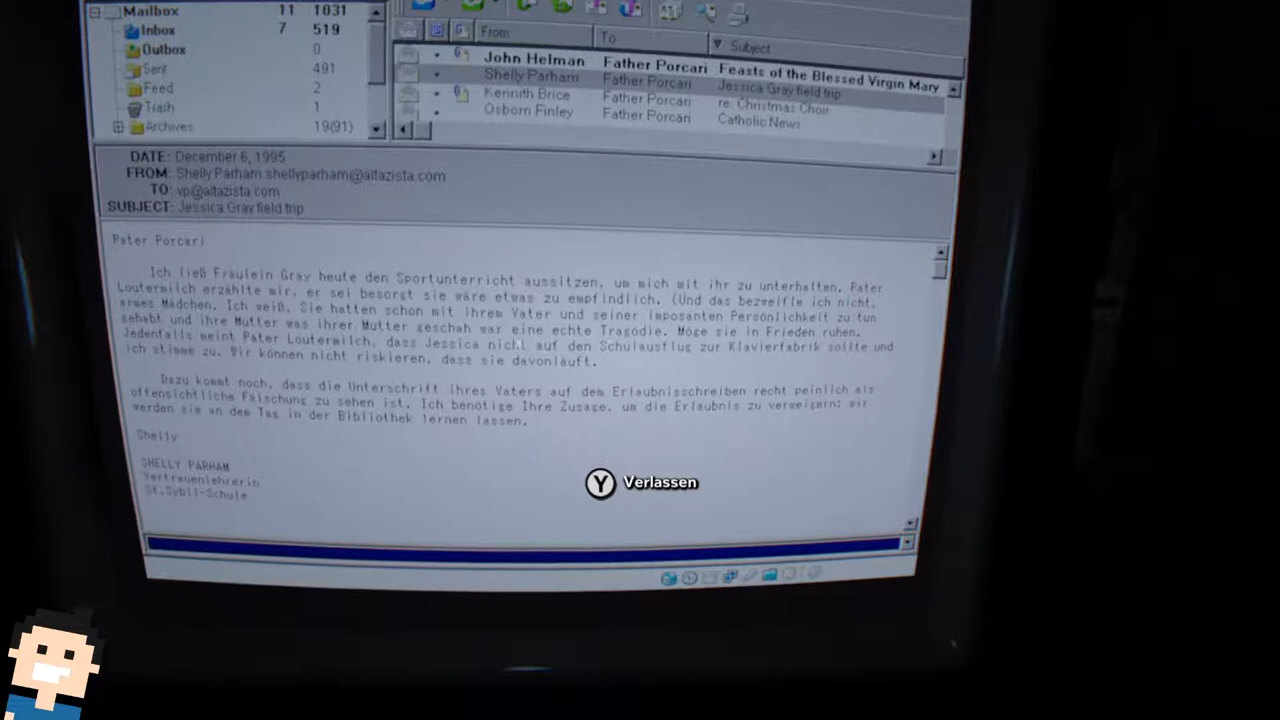 Mailbox 11 1031
Inbox 7 519
Outbox 0
Sent 491
Feed 2
Trash 1
Archives 19(91)
From To Subject
John Helman Father Porcari Feasts of the Blessed Virgin Mary
Shelly Parham Father Porcari Jessica Gray field trip
Kennith Brice Father Porcari re: Christmas Choir
Osborn Finley Father Porcari Catholic News
DATE: December 6, 1995
FROM: Shelly Parham shellyparham@altazista.com
TO: vp@altazista.com
SUBJECT: Jessica Gray field trip
Pater Porcari
Ich ließ Fräulein Gray heute den Sportunterricht aussitzen, um mich mit ihr zu unterhalten. Pater
Loutermilch erzählte mir, er sei besorgt sie wäre etwas zu empfindlich. (Und das bezweifle ich nicht,
armes Mädchen. Ich weiß, Sie hatten schon mit ihrem Vater und seiner imposanten Persönlichkeit zu tun
gehabt und ihre Mutter was ihrer Mutter geschah war eine echte Tragödie. Möge sie in Frieden ruhen.
Jedenfalls meint Pater Loutermilch, dass Jessica nicht auf den Schulausflug zur Klavierfabrik sollte und
ich stimme zu. Wir können nicht riskieren, dass sie davonläuft.
Dazu kommt noch, dass die Unterschrift ihres Vaters auf dem Erlaubnisschreiben recht peinlich als
offensichtliche Fälschung zu sehen ist. Ich benötige Ihre Zusage, um die Erlaubnis zu verweigern; wir
werden sie an dem Tag in der Bibliothek lernen lassen.
Shelly
SHELLY PARHAM
Vertrauenlehrerin
St.Sybil-Schule
Y Verlassen